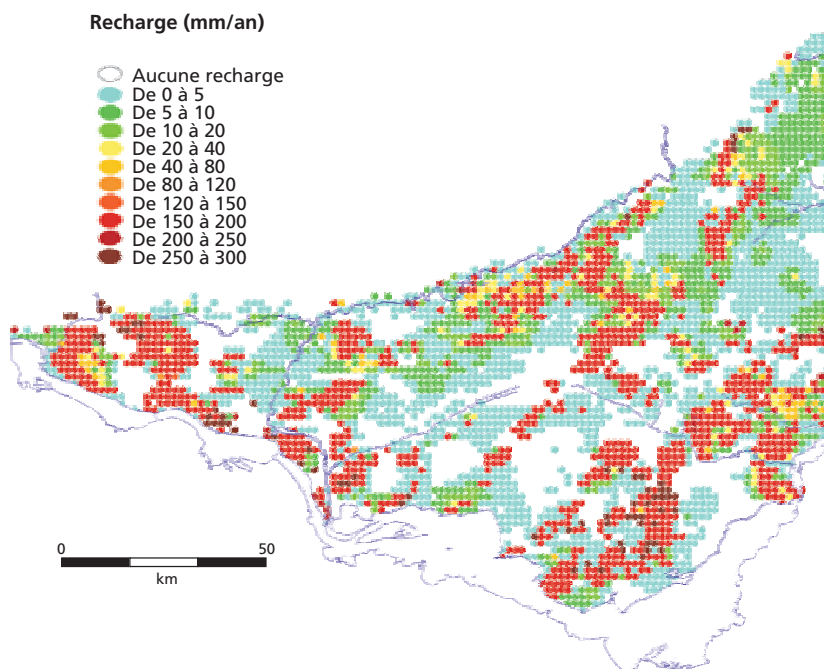 Recharge (mm/an)
Aucune recharge
De 0 à 5
De 5 à 10
De 10 à 20
De 20 à 40
De 40 à 80
De 80 à 120
De 120 à 150
De 150 à 200
De 200 à 250
De 250 à 300
0 50
km